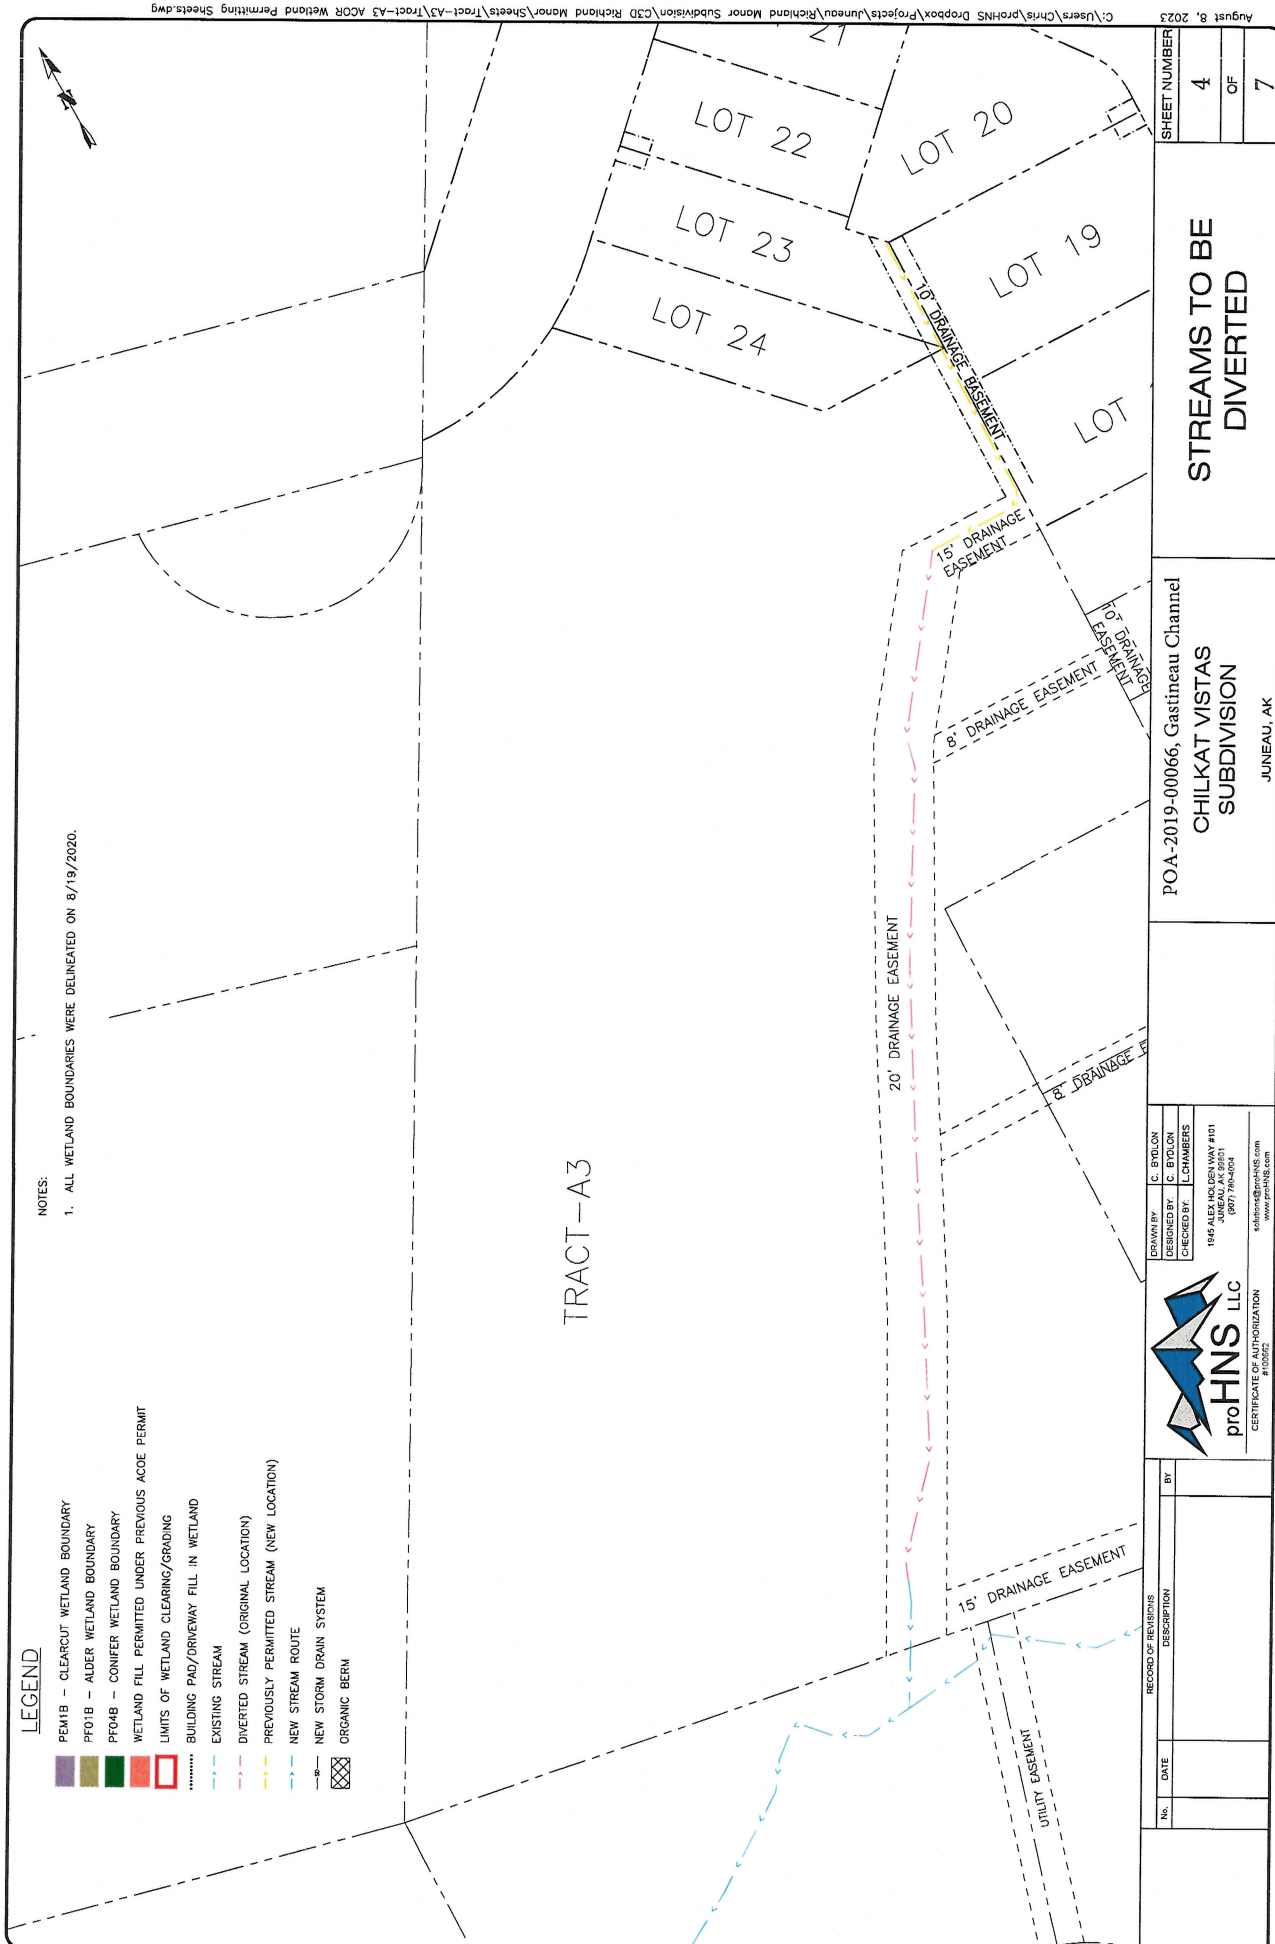 LEGEND
PEM1B – CLEARCUT WETLAND BOUNDARY
PFO1B – ALDER WETLAND BOUNDARY
PFO4B – CONIFER WETLAND BOUNDARY
WETLAND FILL PERMITTED UNDER PREVIOUS ACOE PERMIT
LIMITS OF WETLAND CLEARING/GRADING
BUILDING PAD/DRIVEWAY FILL IN WETLAND
EXISTING STREAM
DIVERTED STREAM (ORIGINAL LOCATION)
PREVIOUSLY PERMITTED STREAM (NEW LOCATION)
NEW STREAM ROUTE
SD
NEW STORM DRAIN SYSTEM
ORGANIC BERM
NOTES:
1. ALL WETLAND BOUNDARIES WERE DELINEATED ON 8/19/2020.
N
TRACT-A3
LOT 22
LOT 23
LOT 24
LOT 20
LOT 19
LOT
10' DRAINAGE EASEMENT
15' DRAINAGE
EASEMENT
20' DRAINAGE EASEMENT
8' DRAINAGE EASEMENT
10' DRAINAGE
EASEMENT
8' DRAINAGE E
15' DRAINAGE EASEMENT
UTILITY EASEMENT
RECORD OF REVISIONS
No.
DATE
DESCRIPTION
BY
proHNS LLC
CERTIFICATE OF AUTHORIZATION
#100662
DRAWN BY C. BYDLON
DESIGNED BY: C. BYDLON
CHECKED BY: L.CHAMBERS
1945 ALEX HOLDEN WAY #101
JUNEAU, AK 99801
(907) 780-4004
solutions@proHNS.com
www.proHNS.com
POA-2019-00066, Gastineau Channel
CHILKAT VISTAS
SUBDIVISION
JUNEAU, AK
STREAMS TO BE
DIVERTED
SHEET NUMBER
4
OF
7
August 8, 2023
C:\Users\Chris\proHNS Dropbox\Projects\Juneau\Richland Manor Subdivision\C3D Richland Manor\Sheets\Tract-A3\Tract-A3 ACOR Wetland Permitting Sheets.dwg